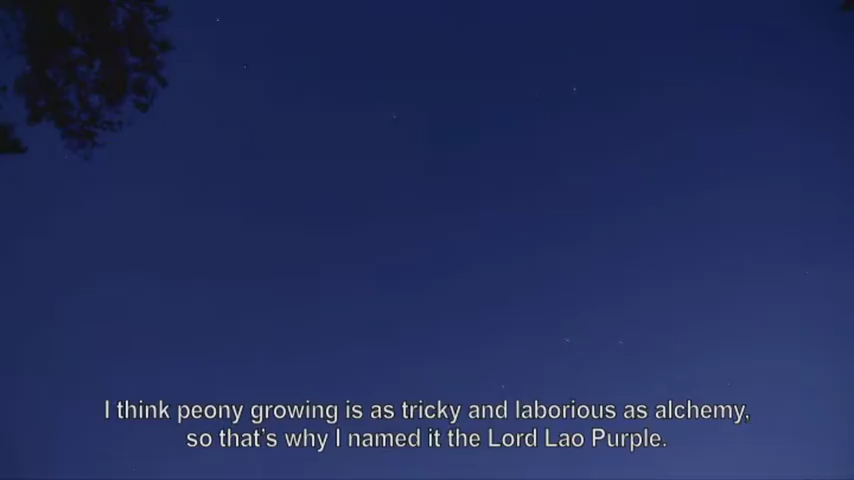 I think peony growing is as tricky and laborious as alchemy,
so that's why I named it the Lord Lao Purple.